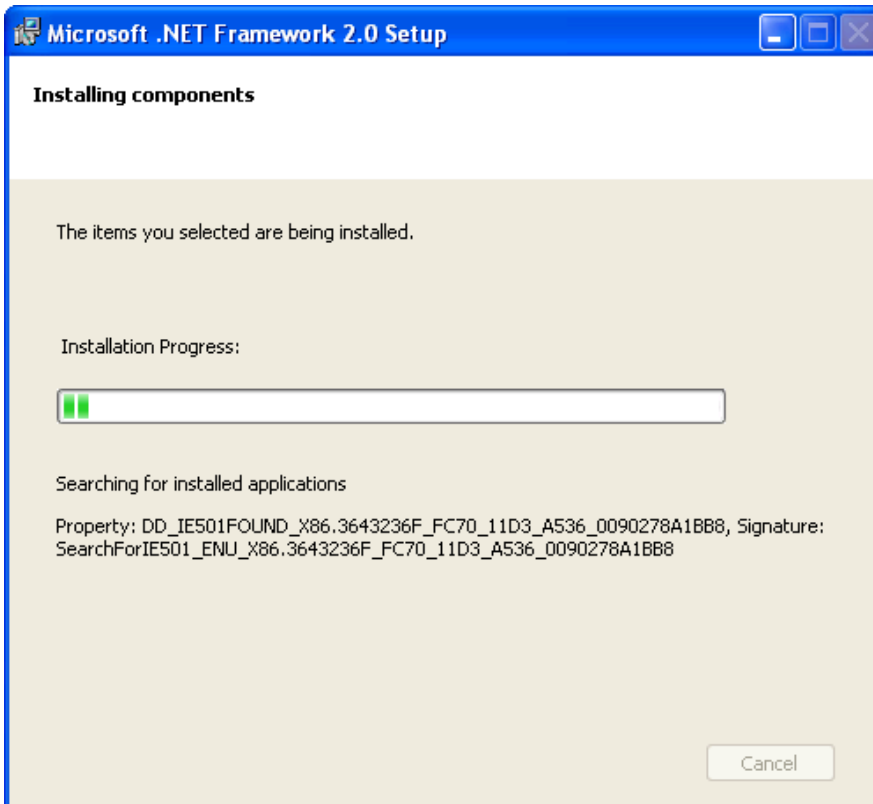 Microsoft .NET Framework 2.0 Setup
Installing components
The items you selected are being installed.
Installation Progress:
Searching for installed applications
Property: DD_IE501FOUND_X86.3643236F_FC70_11D3_A536_0090278A1BB8, Signature:
SearchForIE501_ENU_X86.3643236F_FC70_11D3_A536_0090278A1BB8
Cancel